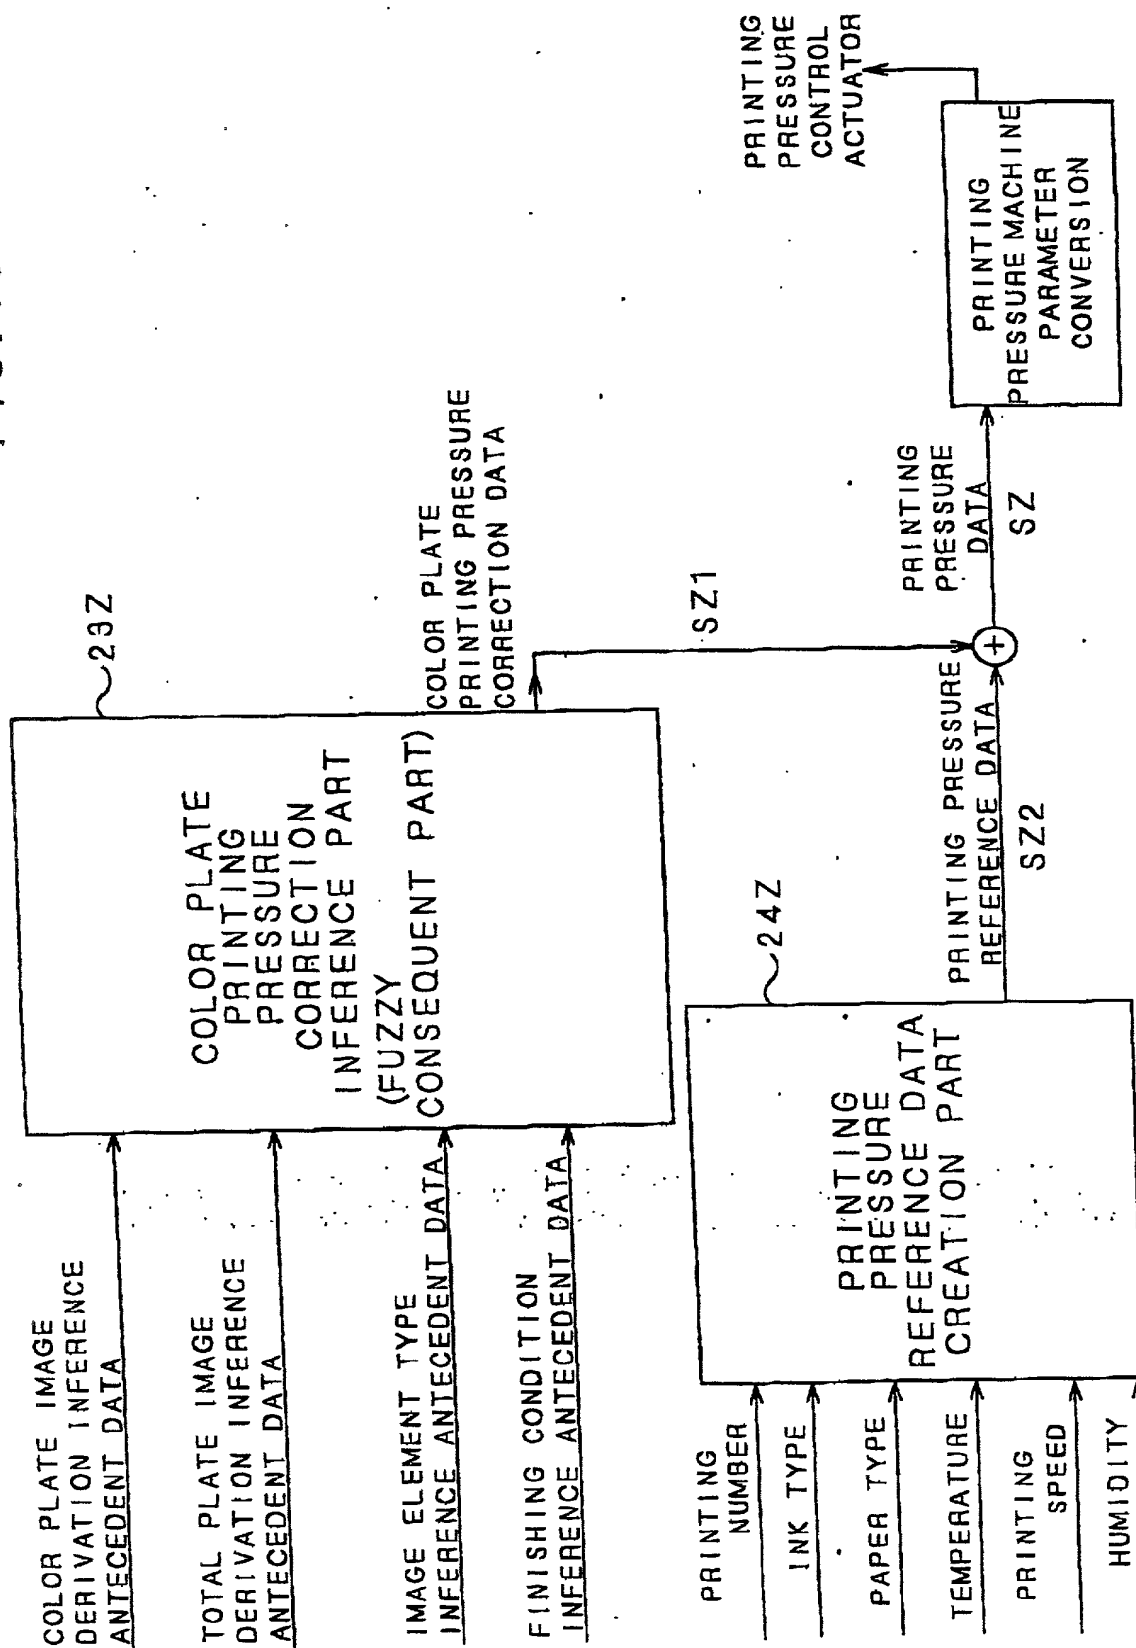 COLOR PLATE IMAGE
DERIVATION INFERENCE
ANTECEDENT DATA
TOTAL PLATE IMAGE
DERIVATION INFERENCE
ANTECEDENT DATA
IMAGE ELEMENT TYPE
INFERENCE ANTECEDENT DATA
FINISHING CONDITION
INFERENCE ANTECEDENT DATA
COLOR PLATE
PRINTING
PRESSURE
CORRECTION
INFERENCE PART
(FUZZY
CONSEQUENT PART)
23Z
COLOR PLATE
PRINTING PRESSURE
CORRECTION DATA
SZ1
PRINTING
NUMBER
INK TYPE
PAPER TYPE
TEMPERATURE
PRINTING
SPEED
HUMIDITY
PRINTING
PRESSURE
REFERENCE DATA
CREATION PART
24Z
PRINTING PRESSURE
REFERENCE DATA
SZ2
+
PRINTING
PRESSURE
DATA
SZ
PRINTING
PRESSURE MACHINE
PARAMETER
CONVERSION
PRINTING
PRESSURE
CONTROL
ACTUATOR